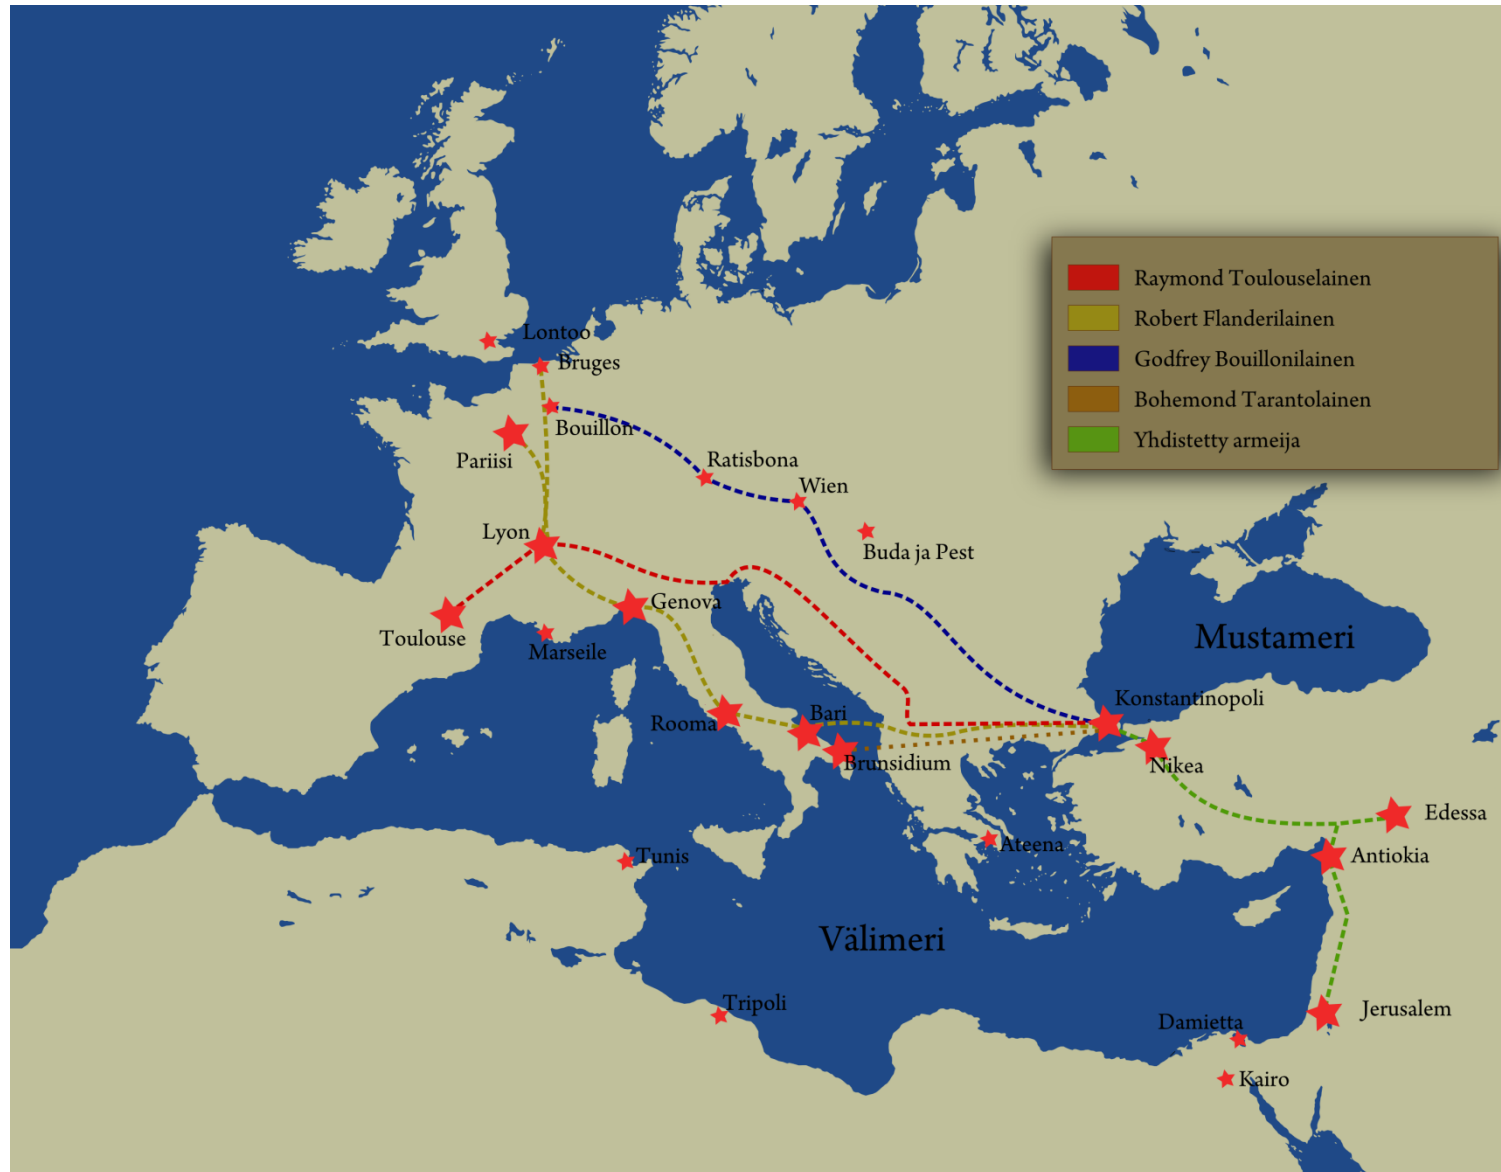 Raymond Toulouselainen
Robert Flanderilainen
Godfrey Bouillonilainen
Bohemond Tarantolainen
Yhdistetty armeija
Lontoo
Bruges
Bouillon
Pariisi
Ratisbona
Wien
Lyon
Buda ja Pest
Genova
Toulouse
Marseile
Mustameri
Konstantinopoli
Rooma
Bari
Brunsidium
Nikea
Edessa
Ateena
Antiokia
Tunis
Välimeri
Tripoli
Jerusalem
Damietta
Kairo